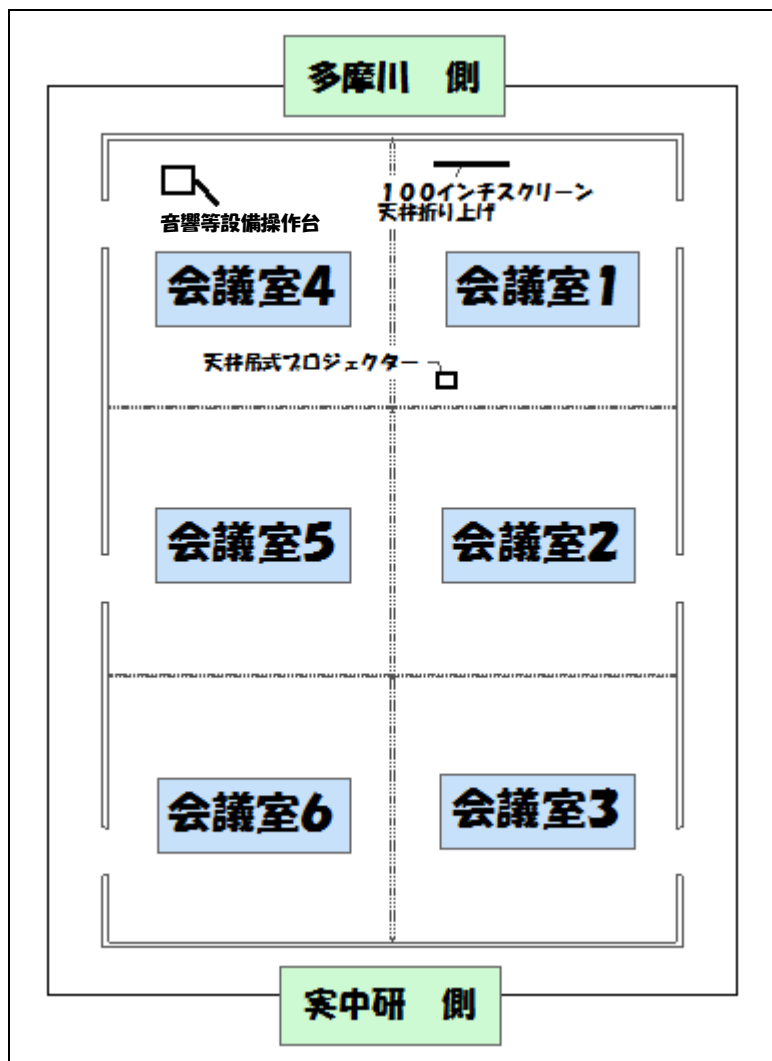 多摩川　側
１００インチスクリーン
天井折り上げ
音響等設備操作台
会議室4
会議室1
天井吊式プロジェクター
会議室5
会議室2
会議室6
会議室3
実中研　側